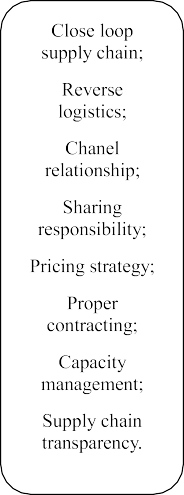 Close loop
supply chain;
Reverse
logistics;
Chanel
relationship;
Sharing
responsibility;
Pricing strategy;
Proper
contracting;
Capacity
management;
Supply chain
transparency.